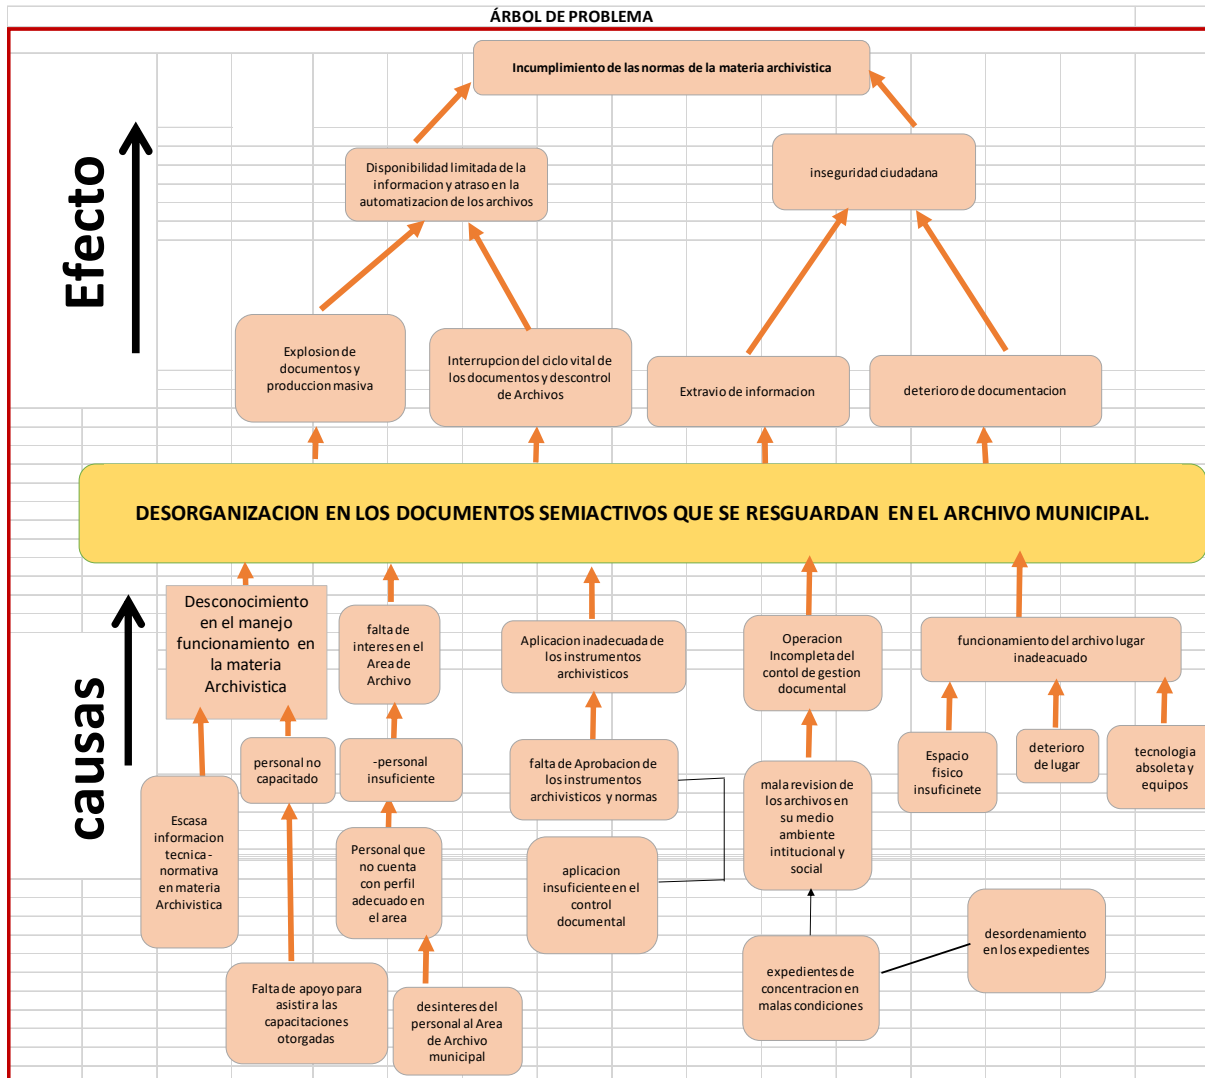 ÁRBOL DE PROBLEMA
Incumplimiento de las normas de la materia archivistica
Efecto
Disponibilidad limitada de la
informacion y atraso en la
automatizacion de los archivos
inseguridad ciudadana
Explosion de
documentos y
produccion masiva
Interrupcion del ciclo vital de
los documentos y descontrol
de Archivos
Extravio de informacion
deterioro de documentacion
DESORGANIZACION EN LOS DOCUMENTOS SEMIACTIVOS QUE SE RESGUARDAN EN EL ARCHIVO MUNICIPAL.
causas
Desconocimiento
en el manejo
funcionamiento en
la materia
Archivistica
falta de
interes en el
Area de
Archivo
Aplicacion inadecuada de
los instrumentos
archivisticos
Operacion
Incompleta del
contol de gestion
documental
funcionamiento del archivo lugar
inadeacuado
personal no
capacitado
-personal
insuficiente
falta de Aprobacion de
los instrumentos
archivisticos y normas
mala revision de
los archivos en
su medio
ambiente
intitucional y
social
Espacio
fisico
insuficinete
deterioro
de lugar
tecnologia
absoleta y
equipos
Escasa
informacion
tecnica-
normativa
en materia
Archivistica
Personal que
no cuenta
con perfil
adecuado en
el area
aplicacion
insuficiente en el
control
documental
desordenamiento
en los expedientes
Falta de apoyo para
asistir a las
capacitaciones
otorgadas
desinteres del
personal al Area
de Archivo
municipal
expedientes de
concentracion en
malas condiciones